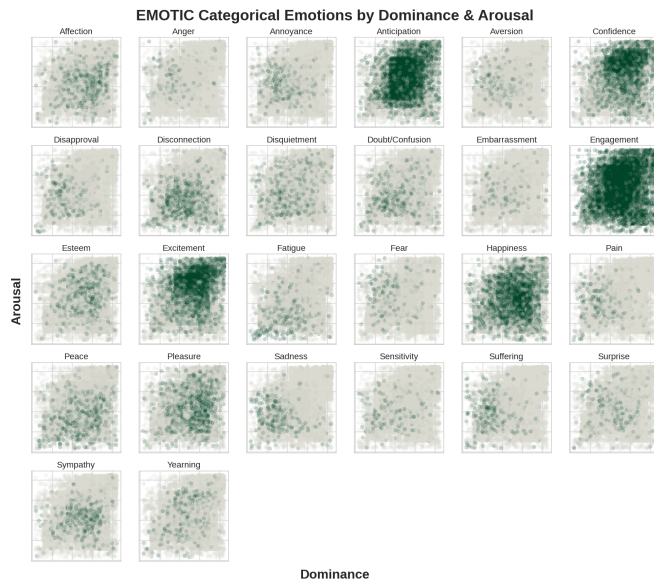 EMOTIC Categorical Emotions by Dominance & Arousal
Affection
Anger
Annoyance
Anticipation
Aversion
Confidence
Disapproval
Disconnection
Disquietment
Doubt/Confusion
Embarrassment
Engagement
Esteem
Excitement
Fatigue
Fear
Happiness
Pain
Peace
Pleasure
Sadness
Sensitivity
Suffering
Surprise
Sympathy
Yearning
Arousal
Dominance